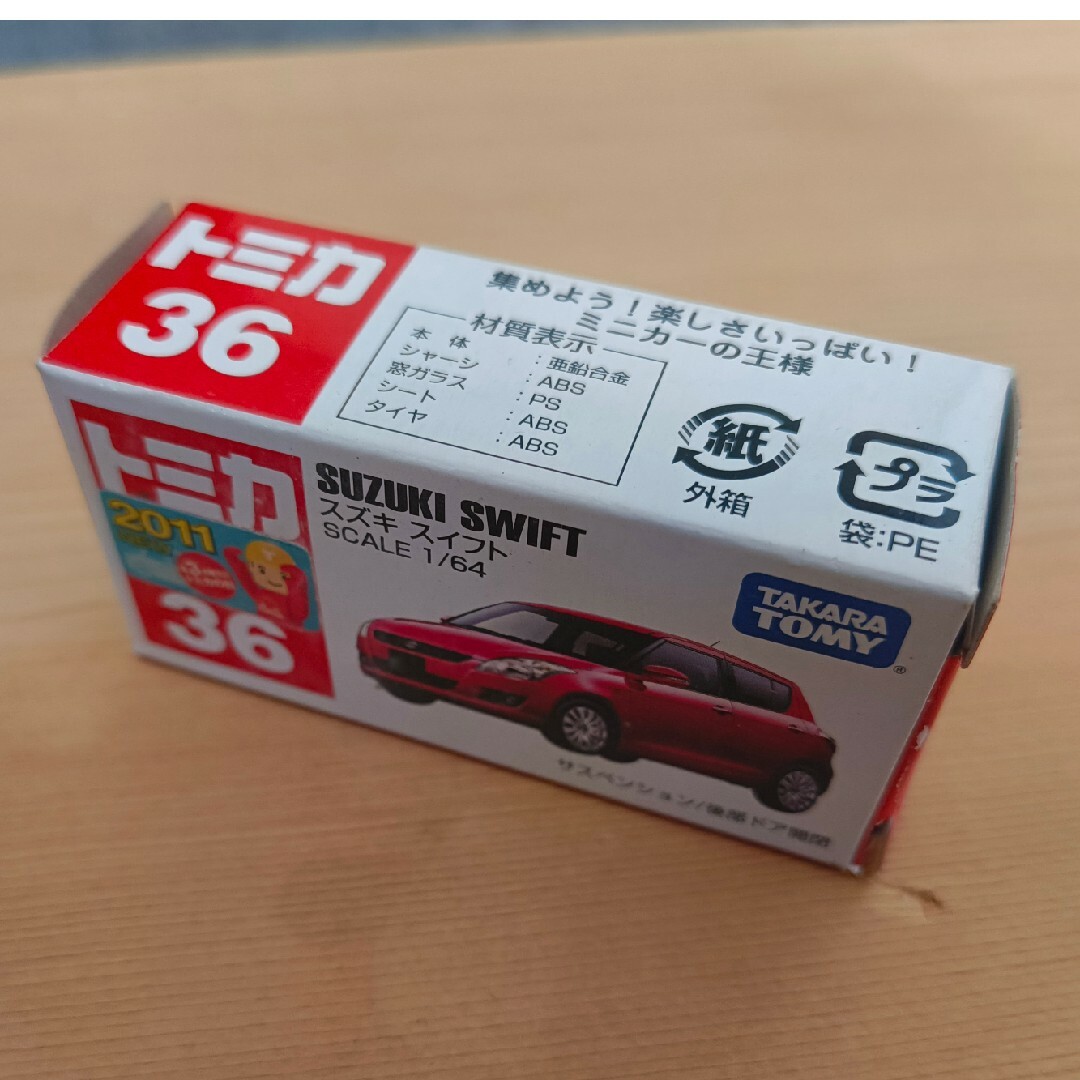 トミカ
36
集めよう！楽しさいっぱい！
ミニカーの王様
材質表示
本体：亜鉛合金
シャーシ：ABS
窓ガラス：PS
シート：ABS
タイヤ：ABS
紙
外箱
プラ
袋:PE
トミカ
2011
36
SUZUKI SWIFT
スズキ スイフト
SCALE 1/64
TAKARA
TOMY
®
サスペンション/後部ドア開閉